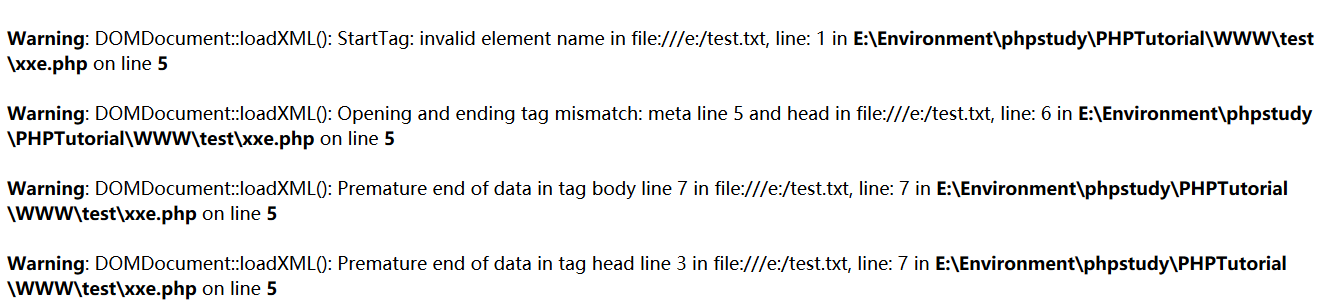 Warning: DOMDocument::loadXML(): StartTag: invalid element name in file:///e:/test.txt, line: 1 in E:\Environment\phpstudy\PHPTutorial\WWW\test
\xxe.php on line 5
Warning: DOMDocument::loadXML(): Opening and ending tag mismatch: meta line 5 and head in file:///e:/test.txt, line: 6 in E:\Environment\phpstudy
\PHPTutorial\WWW\test\xxe.php on line 5
Warning: DOMDocument::loadXML(): Premature end of data in tag body line 7 in file:///e:/test.txt, line: 7 in E:\Environment\phpstudy\PHPTutorial
\WWW\test\xxe.php on line 5
Warning: DOMDocument::loadXML(): Premature end of data in tag head line 3 in file:///e:/test.txt, line: 7 in E:\Environment\phpstudy\PHPTutorial
\WWW\test\xxe.php on line 5